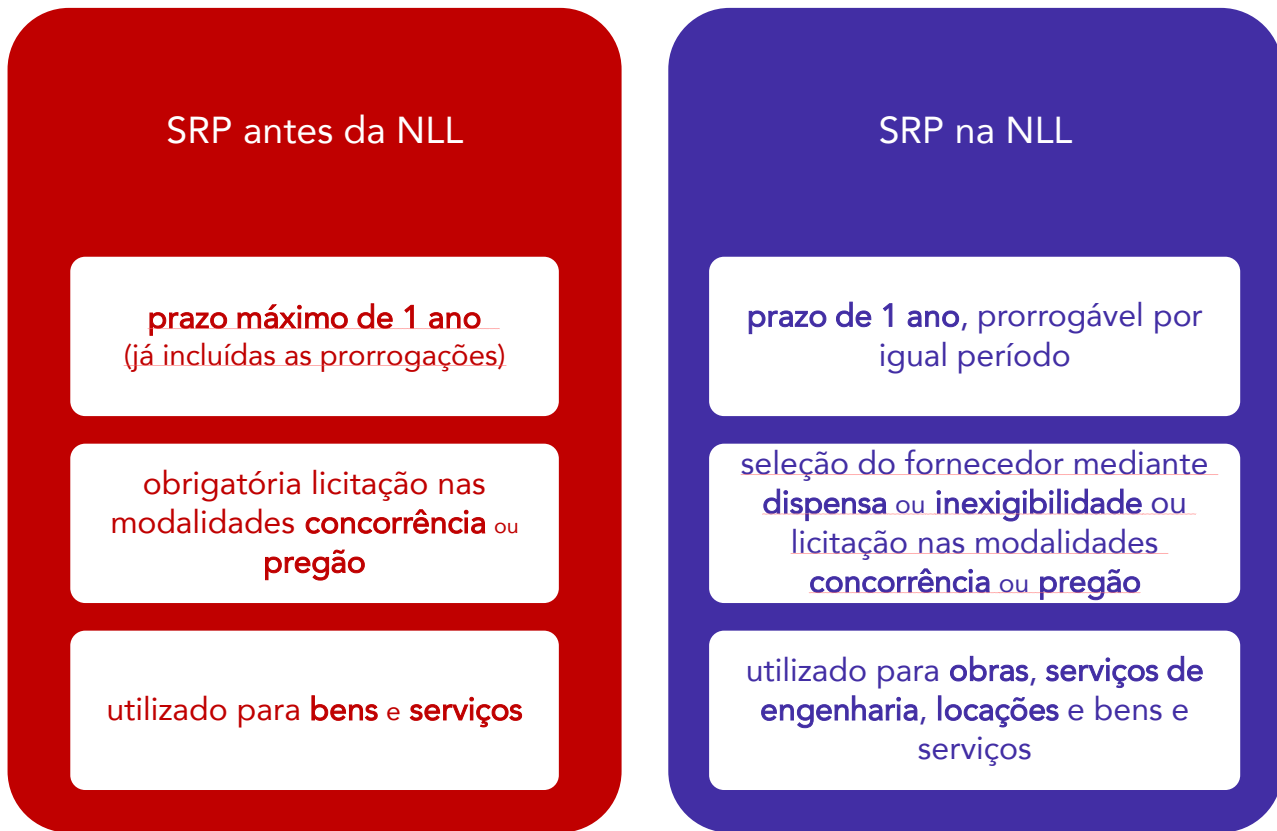 SRP antes da NLL
prazo máximo de 1 ano
(já incluídas as prorrogações)
obrigatória licitação nas
modalidades concorrência ou
pregão
utilizado para bens e serviços
SRP na NLL
prazo de 1 ano, prorrogável por
igual período
seleção do fornecedor mediante
dispensa ou inexigibilidade ou
licitação nas modalidades
concorrência ou pregão
utilizado para obras, serviços de
engenharia, locações e bens e
serviços